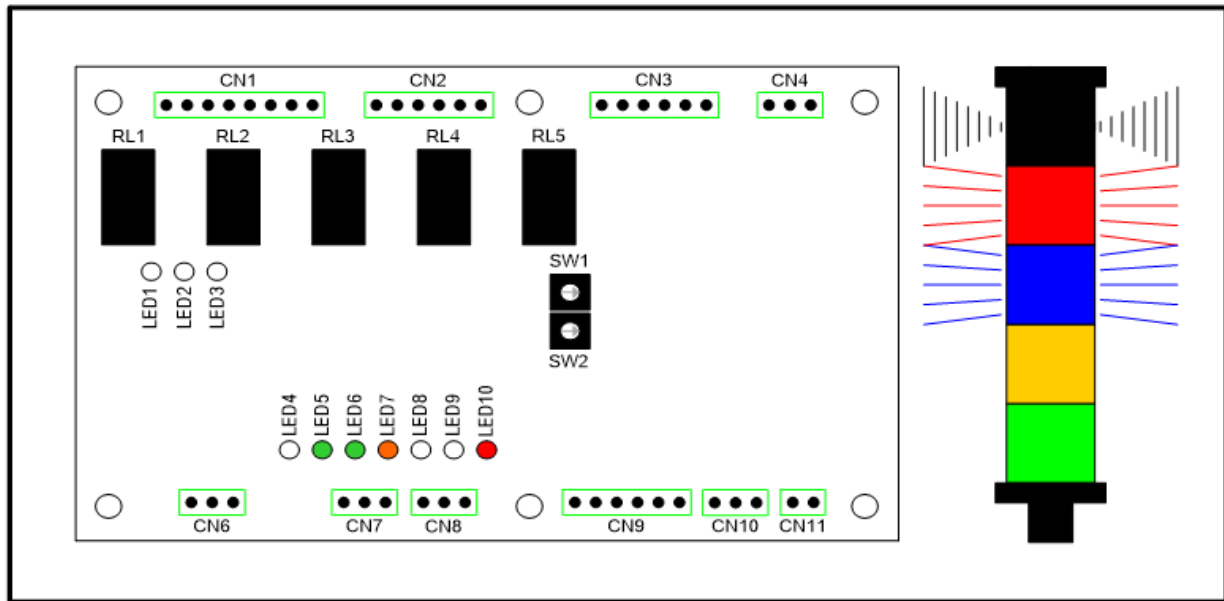 CN1 CN2 CN3 CN4
RL1 RL2 RL3 RL4 RL5
SW1
LED1 LED2 LED3
SW2
LED4 LED5 LED6 LED7 LED8 LED9 LED10
CN6 CN7 CN8 CN9 CN10 CN11